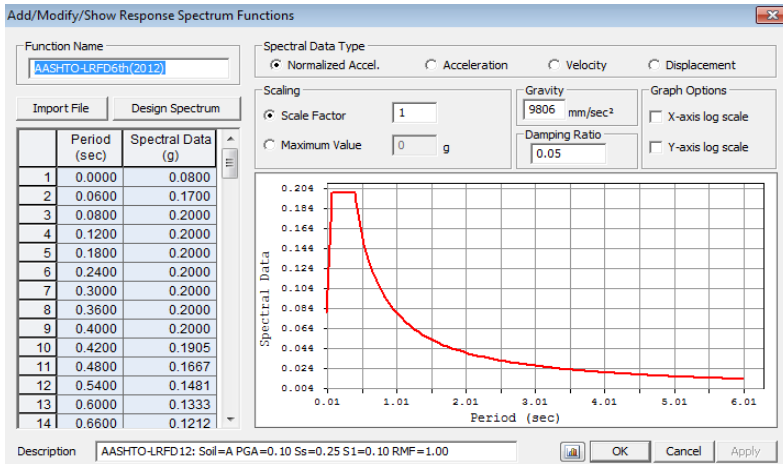 Add/Modify/Show Response Spectrum Functions
Function Name
AASHTO-LRFD6th(2012)
Import File Design Spectrum
Spectral Data Type
Normalized Accel. Acceleration Velocity Displacement
Scaling
Scale Factor 1
Maximum Value 0 g
Gravity
9806 mm/sec²
Damping Ratio
0.05
Graph Options
X-axis log scale
Y-axis log scale
Period (sec) Spectral Data (g)
1 0.0000 0.0800
2 0.0600 0.1700
3 0.0800 0.2000
4 0.1200 0.2000
5 0.1800 0.2000
6 0.2400 0.2000
7 0.3000 0.2000
8 0.3600 0.2000
9 0.4000 0.2000
10 0.4200 0.1905
11 0.4800 0.1667
12 0.5400 0.1481
13 0.6000 0.1333
14 0.6600 0.1212
Spectral Data
0.204
0.184
0.164
0.144
0.124
0.104
0.084
0.064
0.044
0.024
0.004
0.01 1.01 2.01 3.01 4.01 5.01 6.01
Period (sec)
Description AASHTO-LRFD12: Soil=A PGA=0.10 Ss=0.25 S1=0.10 RMF=1.00
OK Cancel Apply